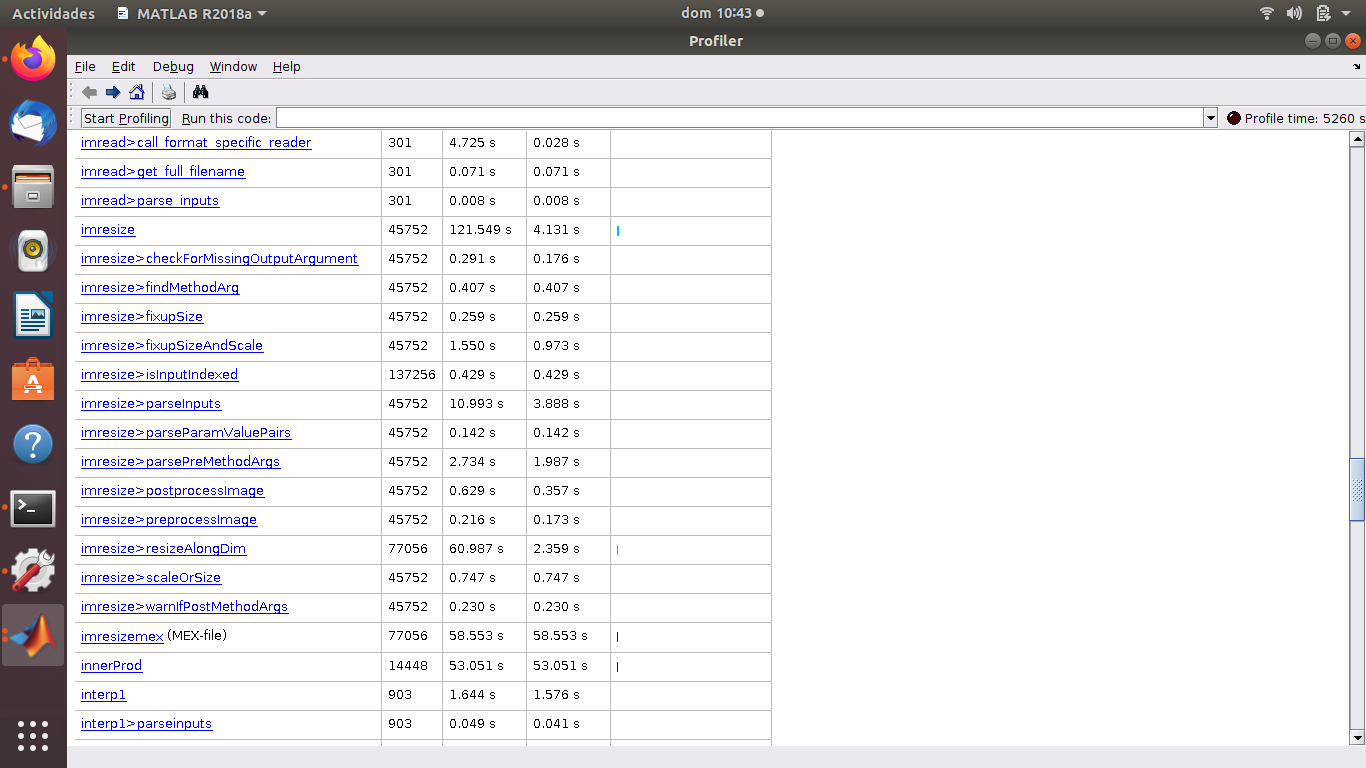 Actividades MATLAB R2018a dom 10:43
Profiler
File Edit Debug Window Help
Start Profiling Run this code: Profile time: 5260 s
imread>call_format_specific_reader 301 4.725 s 0.028 s
imread>get_full_filename 301 0.071 s 0.071 s
imread>parse_inputs 301 0.008 s 0.008 s
imresize 45752 121.549 s 4.131 s
imresize>checkForMissingOutputArgument 45752 0.291 s 0.176 s
imresize>findMethodArg 45752 0.407 s 0.407 s
imresize>fixupSize 45752 0.259 s 0.259 s
imresize>fixupSizeAndScale 45752 1.550 s 0.973 s
imresize>isInputIndexed 137256 0.429 s 0.429 s
imresize>parseInputs 45752 10.993 s 3.888 s
imresize>parseParamValuePairs 45752 0.142 s 0.142 s
imresize>parsePreMethodArgs 45752 2.734 s 1.987 s
imresize>postprocessImage 45752 0.629 s 0.357 s
imresize>preprocessImage 45752 0.216 s 0.173 s
imresize>resizeAlongDim 77056 60.987 s 2.359 s
imresize>scaleOrSize 45752 0.747 s 0.747 s
imresize>warnIfPostMethodArgs 45752 0.230 s 0.230 s
imresizemex (MEX-file) 77056 58.553 s 58.553 s
innerProd 14448 53.051 s 53.051 s
interp1 903 1.644 s 1.576 s
interp1>parseinputs 903 0.049 s 0.041 s